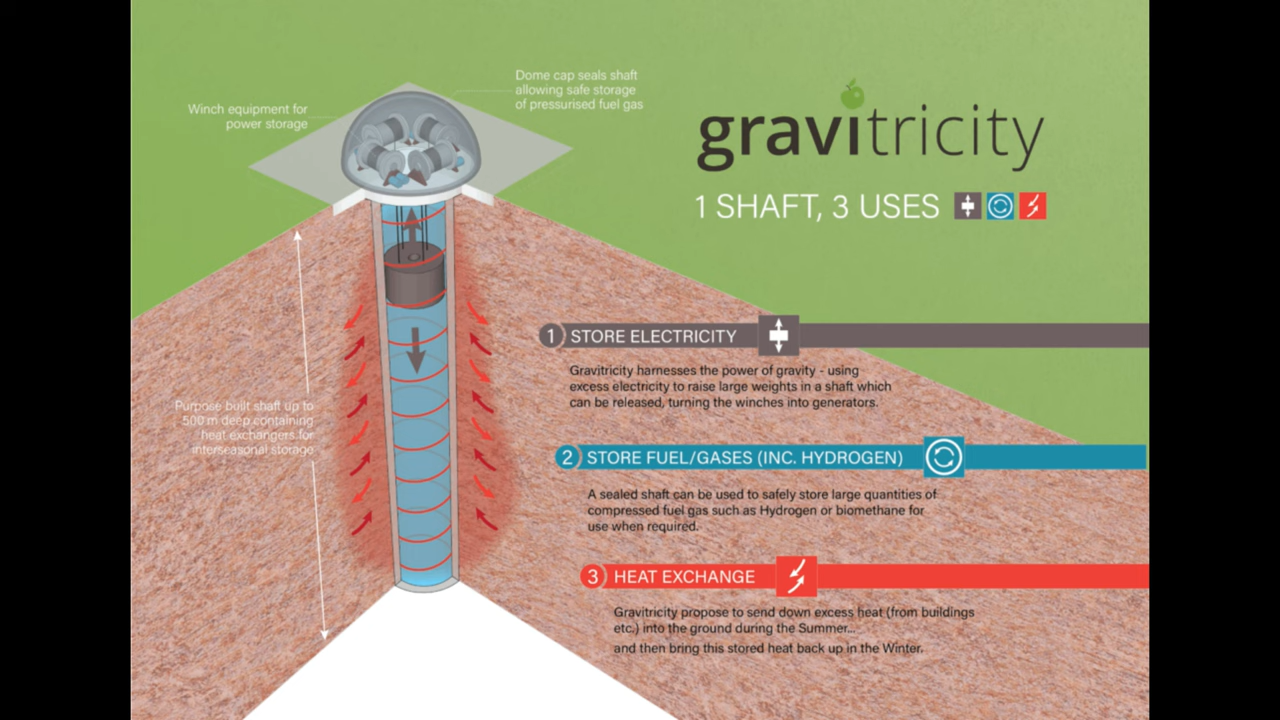 Dome cap seals shaft
allowing safe storage
of pressurised fuel gas
Winch equipment for
power storage
gravitricity
1 SHAFT, 3 USES
1 STORE ELECTRICITY
Gravitricity harnesses the power of gravity - using
excess electricity to raise large weights in a shaft which
can be released, turning the winches into generators.
Purpose built shaft up to
500 m deep containing
heat exchangers for
interseasonal storage
2 STORE FUEL/GASES (INC. HYDROGEN)
A sealed shaft can be used to safely store large quantities of
compressed fuel gas such as Hydrogen or biomethane for
use when required.
3 HEAT EXCHANGE
Gravitricity propose to send down excess heat (from buildings
etc.) into the ground during the Summer...
and then bring this stored heat back up in the Winter.